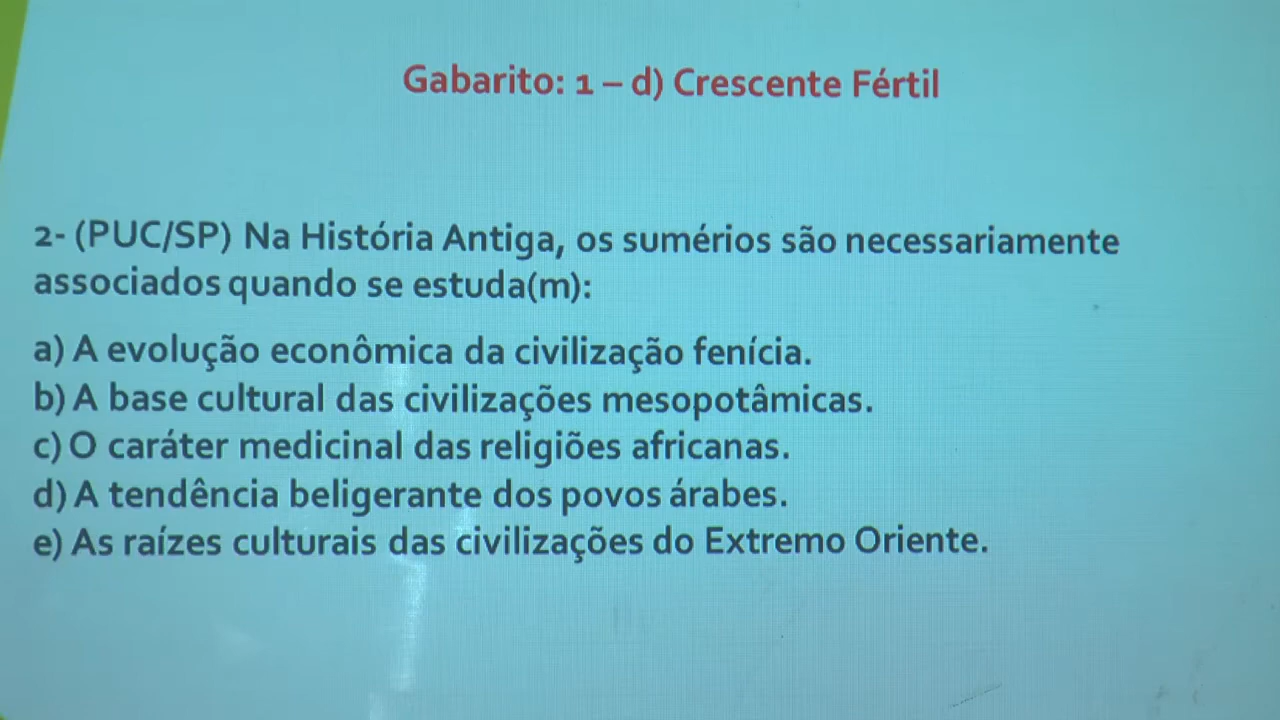 Gabarito: 1 – d) Crescente Fértil
2- (PUC/SP) Na História Antiga, os sumérios são necessariamente
associados quando se estuda(m):
a) A evolução econômica da civilização fenícia.
b) A base cultural das civilizações mesopotâmicas.
c) O caráter medicinal das religiões africanas.
d) A tendência beligerante dos povos árabes.
e) As raízes culturais das civilizações do Extremo Oriente.